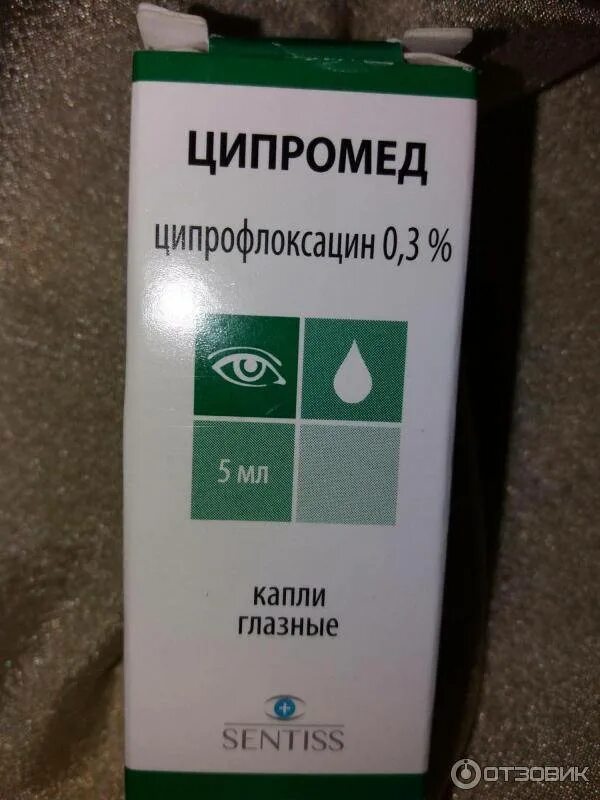 ЦИПРОМЕД
ципрофлоксацин 0,3 %
5 мл
капли
глазные
SENTISS
ОТЗОВИК